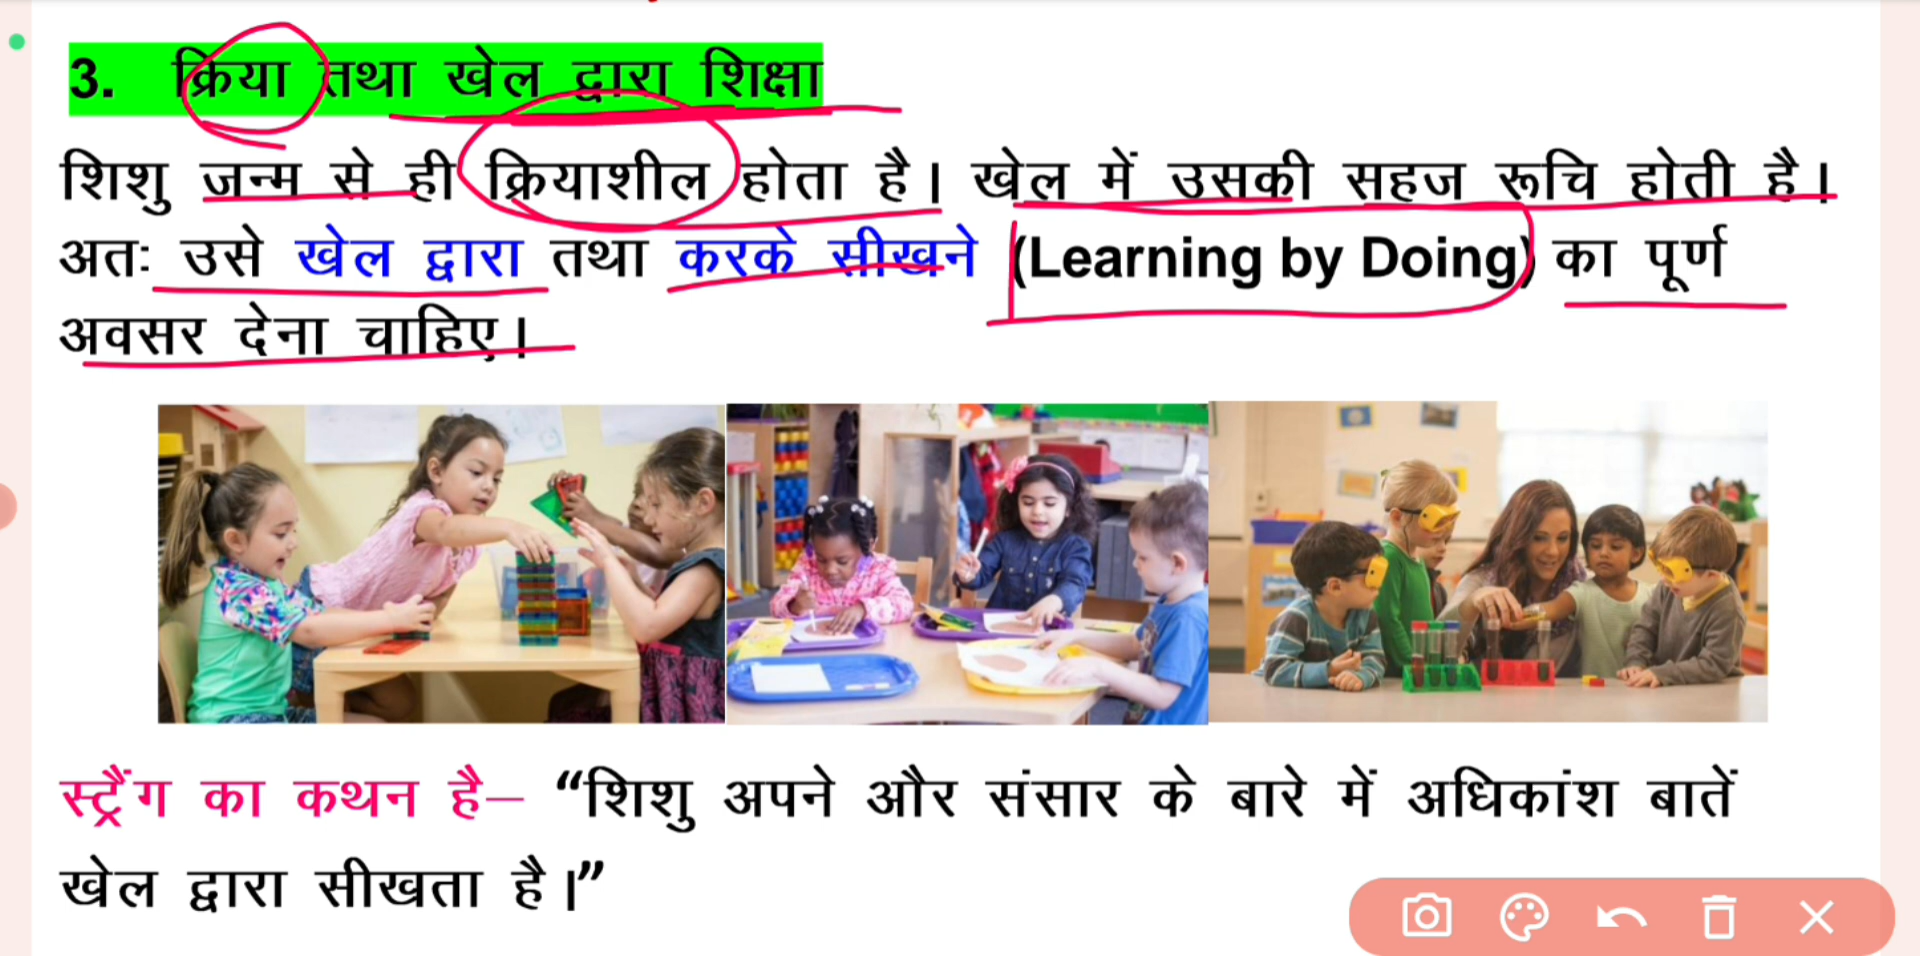 3. क्रिया तथा खेल द्वारा शिक्षा
शिशु जन्म से ही क्रियाशील होता है। खेल में उसकी सहज रूचि होती है।
अतः उसे खेल द्वारा तथा करके सीखने (Learning by Doing) का पूर्ण
अवसर देना चाहिए।
स्ट्रैंग का कथन है– “शिशु अपने और संसार के बारे में अधिकांश बातें
खेल द्वारा सीखता है।”